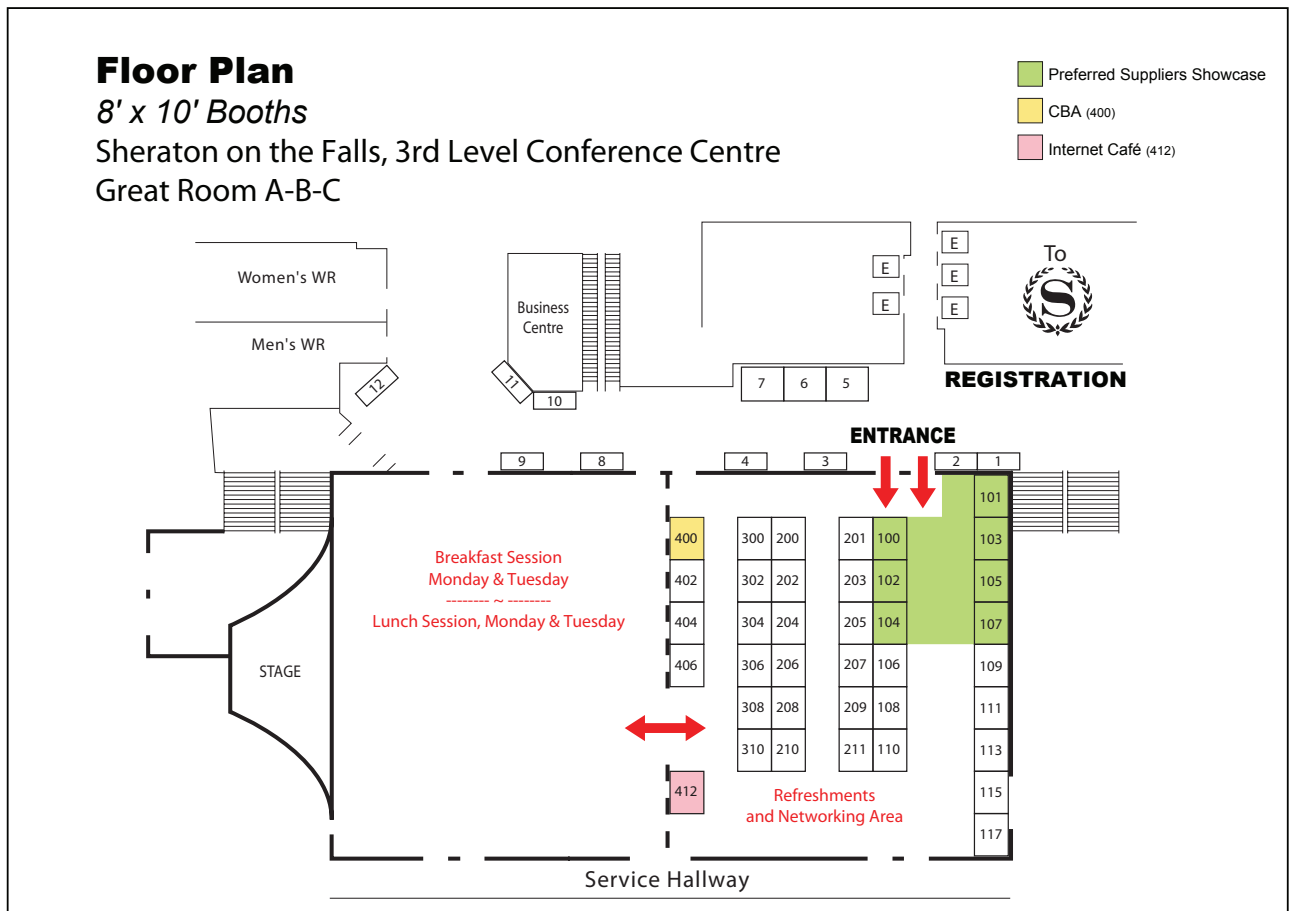 Floor Plan
8' x 10' Booths
Sheraton on the Falls, 3rd Level Conference Centre
Great Room A-B-C
Preferred Suppliers Showcase
CBA (400)
Internet Café (412)
Women's WR
Men's WR
Business
Centre
E
E
E
E
E
To
S
REGISTRATION
12
11
10
7 6 5
ENTRANCE
9 8 4 3 2 1
101
400 300 200 201 100 103
402 302 202 203 102 105
404 304 204 205 104 107
406 306 206 207 106 109
308 208 209 108 111
310 210 211 110 113
412 115
117
Breakfast Session
Monday & Tuesday
-------- ~ --------
Lunch Session, Monday & Tuesday
STAGE
Refreshments
and Networking Area
Service Hallway